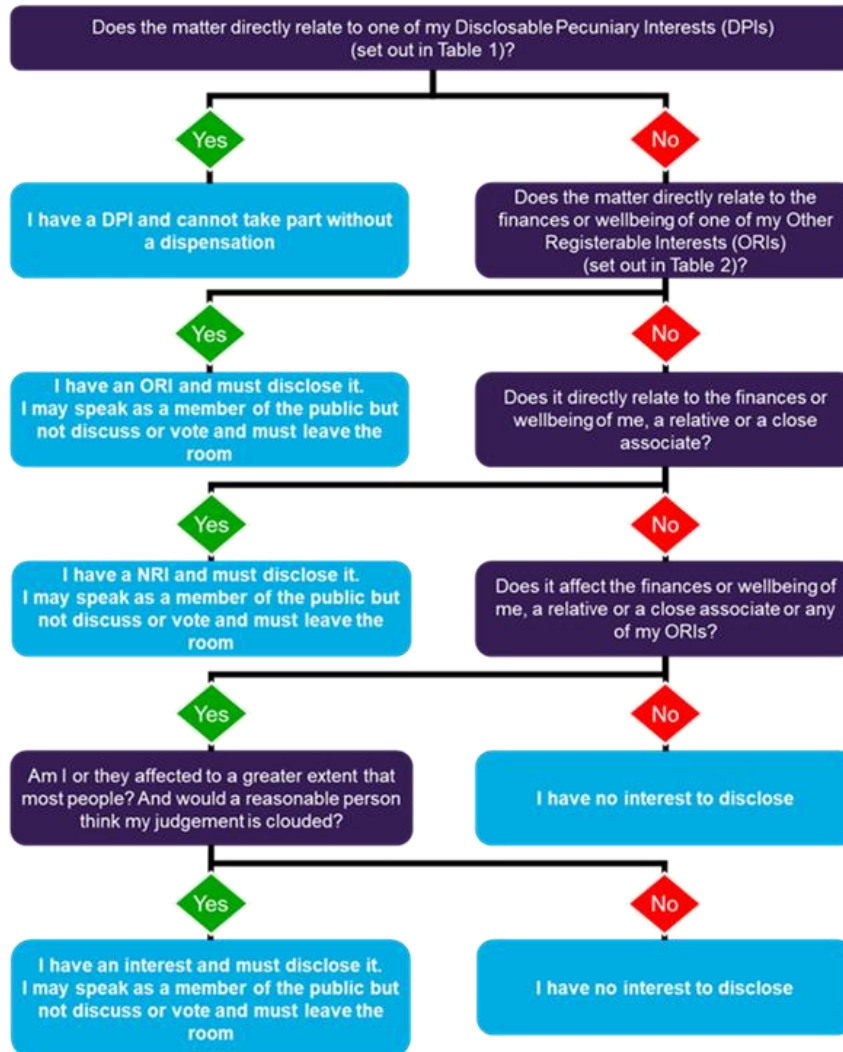 Does the matter directly relate to one of my Disclosable Pecuniary Interests (DPIs)
(set out in Table 1)?
Yes
No
I have a DPI and cannot take part without
a dispensation
Does the matter directly relate to the
finances or wellbeing of one of my Other
Registerable Interests (ORIs)
(set out in Table 2)?
Yes
No
I have an ORI and must disclose it.
I may speak as a member of the public but
not discuss or vote and must leave the
room
Does it directly relate to the finances or
wellbeing of me, a relative or a close
associate?
Yes
No
I have a NRI and must disclose it.
I may speak as a member of the public but
not discuss or vote and must leave the
room
Does it affect the finances or wellbeing of
me, a relative or a close associate or any
of my ORIs?
Yes
No
Am I or they affected to a greater extent that
most people? And would a reasonable person
think my judgement is clouded?
I have no interest to disclose
Yes
No
I have an interest and must disclose it.
I may speak as a member of the public but
not discuss or vote and must leave the
room
I have no interest to disclose